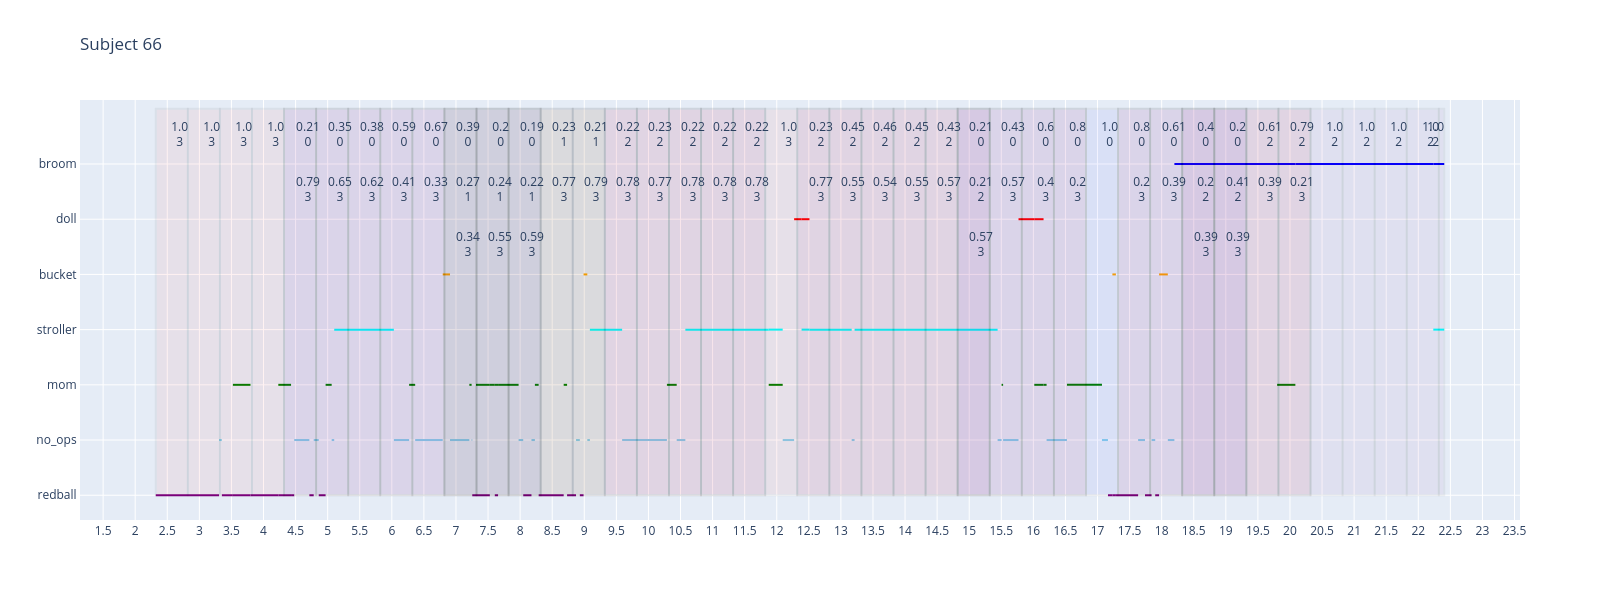 Subject 66
1.0 1.0 1.0 1.0 0.21 0.35 0.38 0.59 0.67 0.39 0.2 0.19 0.23 0.21 0.22 0.23 0.22 0.22 0.22 1.0 0.23 0.45 0.46 0.45 0.43 0.21 0.43 0.6 0.8 1.0 0.8 0.61 0.4 0.2 0.61 0.79 1.0 1.0 1.0
3 3 3 3 0 0 0 0 0 0 0 0 1 1 2 2 2 2 2 3 2 2 2 2 2 0 0 0 0 0 0 0 0 0 2 2 2 2 2
broom
0.79 0.65 0.62 0.41 0.33 0.27 0.24 0.22 0.77 0.79 0.78 0.77 0.78 0.78 0.78 0.77 0.55 0.54 0.55 0.57 0.21 0.57 0.4 0.2 0.2 0.39 0.2 0.41 0.39 0.21
3 3 3 3 3 1 1 1 3 3 3 3 3 3 3 3 3 3 3 3 2 3 3 3 3 3 2 2 3 3
doll
0.34 0.55 0.59 0.57 0.39 0.39
3 3 3 3 3 3
bucket
stroller
mom
no_ops
redball
1.5 2 2.5 3 3.5 4 4.5 5 5.5 6 6.5 7 7.5 8 8.5 9 9.5 10 10.5 11 11.5 12 12.5 13 13.5 14 14.5 15 15.5 16 16.5 17 17.5 18 18.5 19 19.5 20 20.5 21 21.5 22 22.5 23 23.5